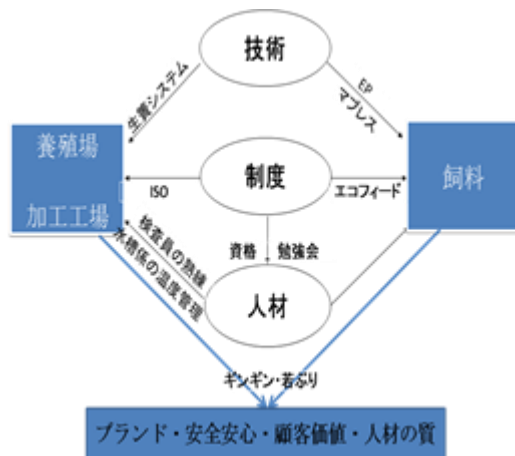 技術
生簀システム
EP
マブレス
養殖場
加工工場
制度
飼料
ISO
エコフィード
資格
勉強会
検査員の熟練
水槽係の温度管理
人材
ギンギン・若ぶり
ブランド・安全安心・顧客価値・人材の質